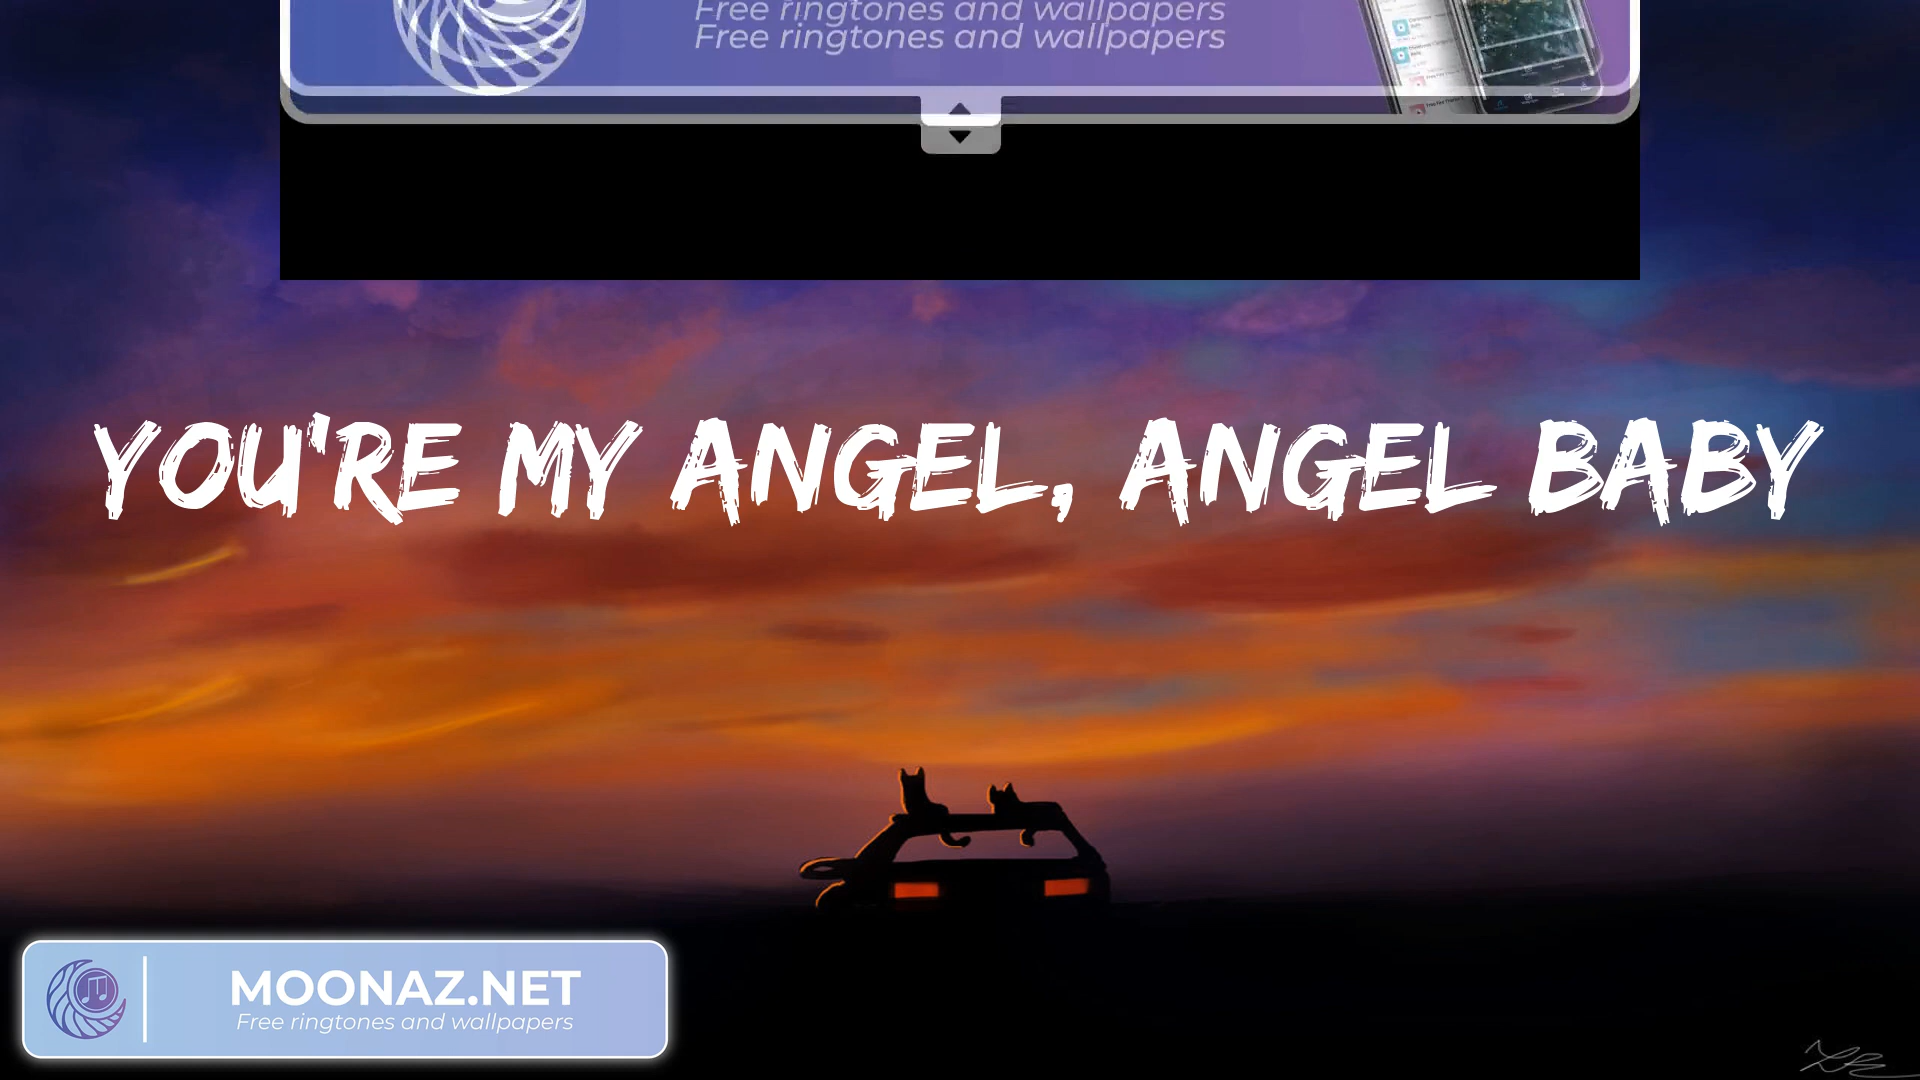 Free ringtones and wallpapers
Free ringtones and wallpapers
YOU'RE MY ANGEL, ANGEL BABY
MOONAZ.NET
Free ringtones and wallpapers